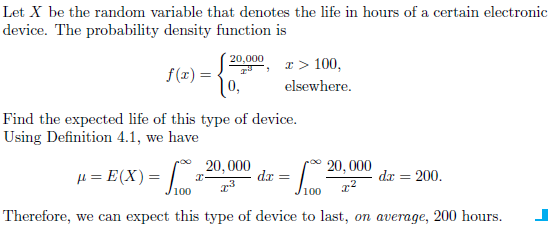 Let X be the random variable that denotes the life in hours of a certain electronic
device. The probability density function is
f(x) = { 20,000/x³, x > 100,
0, elsewhere.
Find the expected life of this type of device.
Using Definition 4.1, we have
μ = E(X) = ∫₁₀₀^∞ x 20,000/x³ dx = ∫₁₀₀^∞ 20,000/x² dx = 200.
Therefore, we can expect this type of device to last, on average, 200 hours.